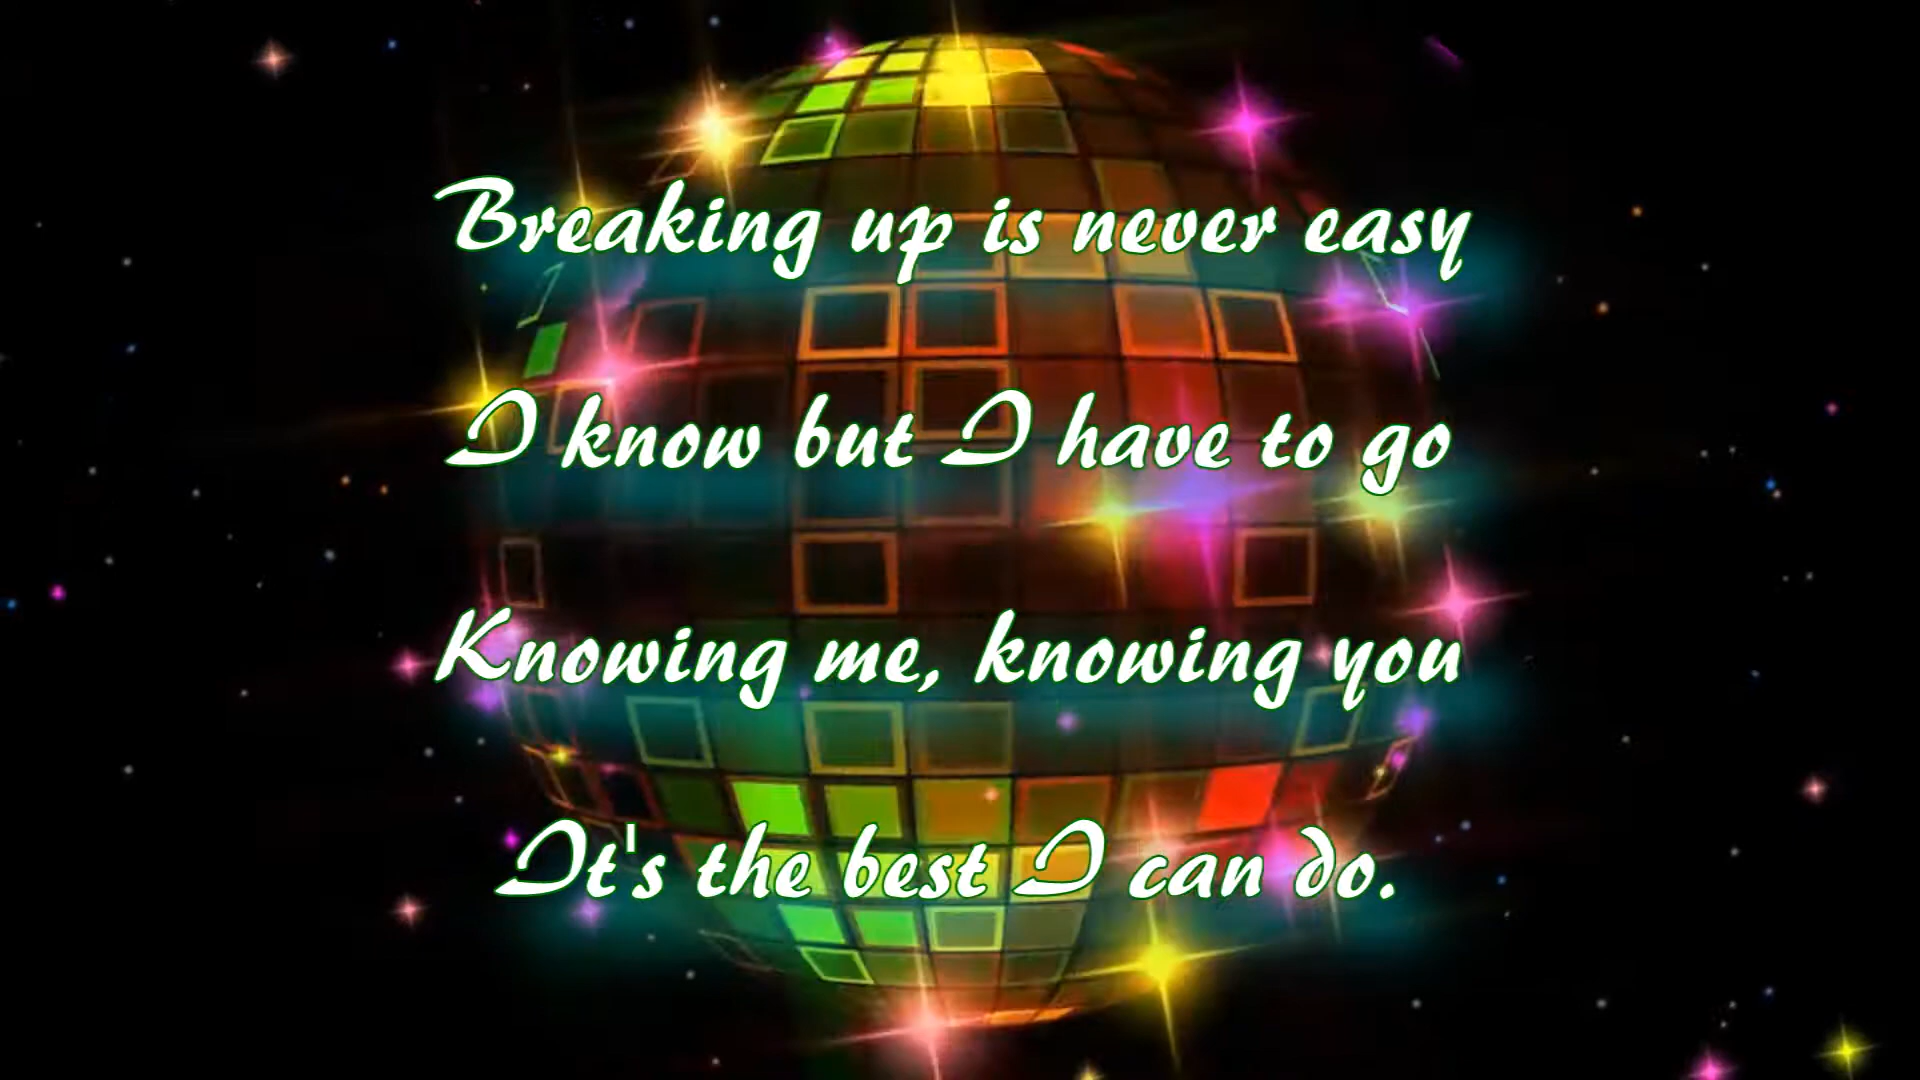 Breaking up is never easy
I know but I have to go
Knowing me, knowing you
It's the best I can do.